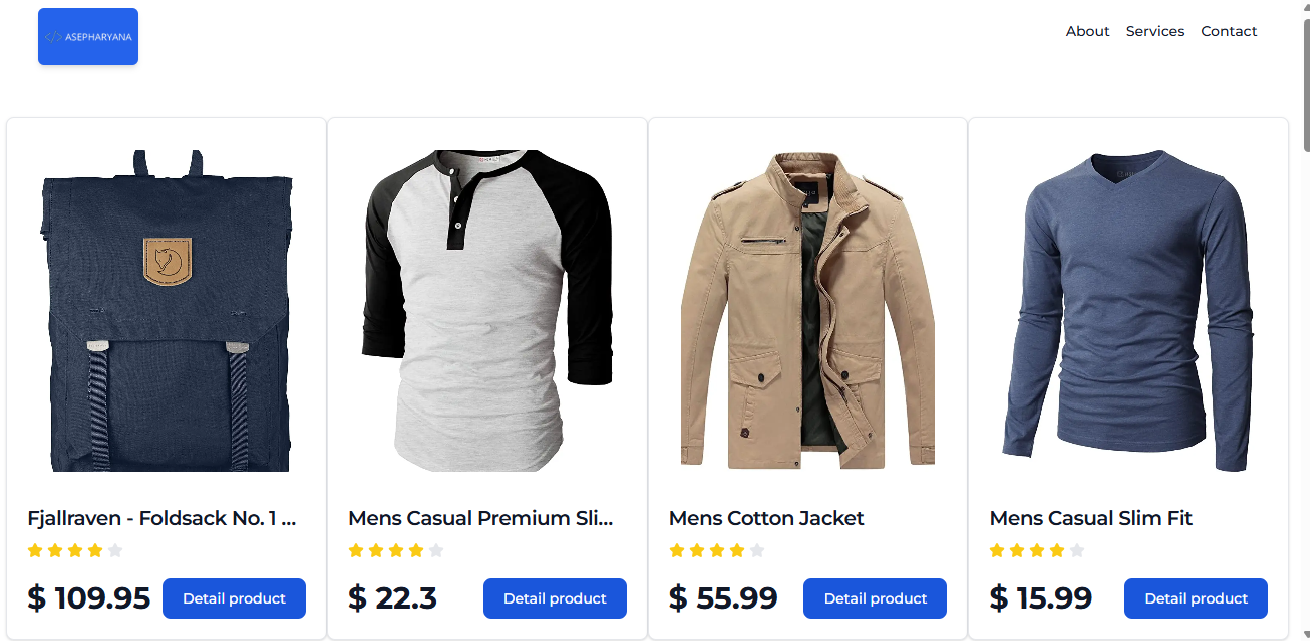 </> ASEPHARYANA
About Services Contact
Fjallraven - Foldsack No. 1 ...
$ 109.95
Detail product
Mens Casual Premium Sli...
$ 22.3
Detail product
Mens Cotton Jacket
$ 55.99
Detail product
Mens Casual Slim Fit
$ 15.99
Detail product